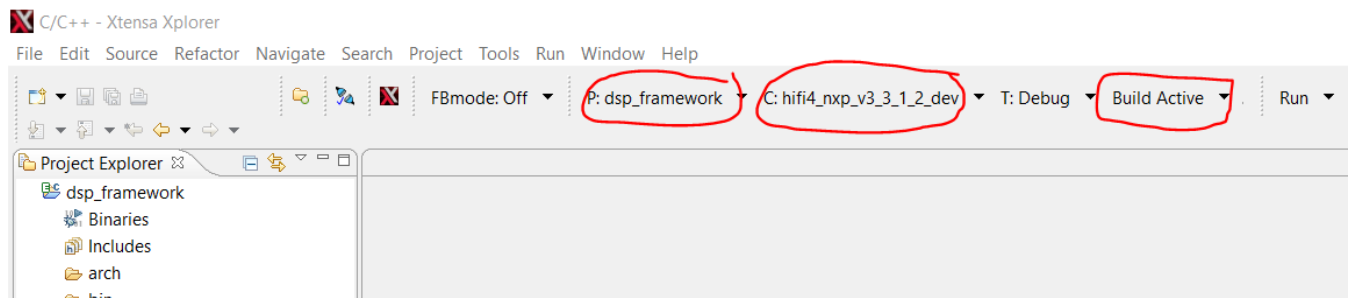 C/C++ - Xtensa Xplorer
File Edit Source Refactor Navigate Search Project Tools Run Window Help
FBmode: Off P: dsp_framework C: hifi4_nxp_v3_3_1_2_dev T: Debug Build Active Run
Project Explorer
dsp_framework
Binaries
Includes
arch